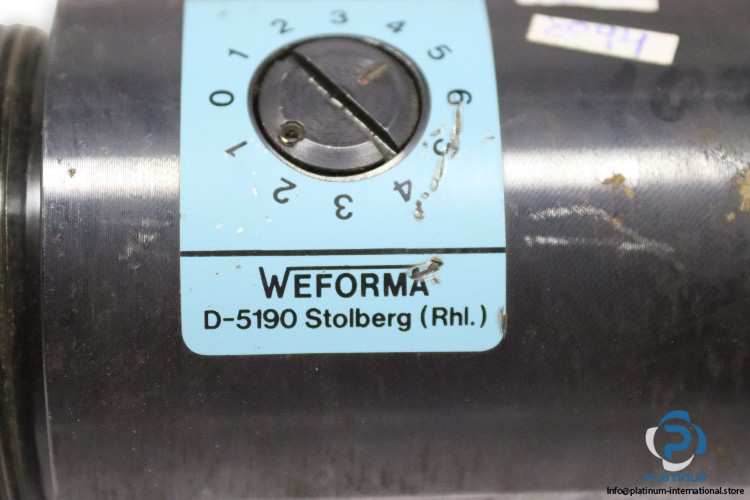 0 1 2 3 4 5 6 5 4 3 2 1
WEFORMA
D-5190 Stolberg (Rhl.)
PLATINUM
Info@platinum-international.store